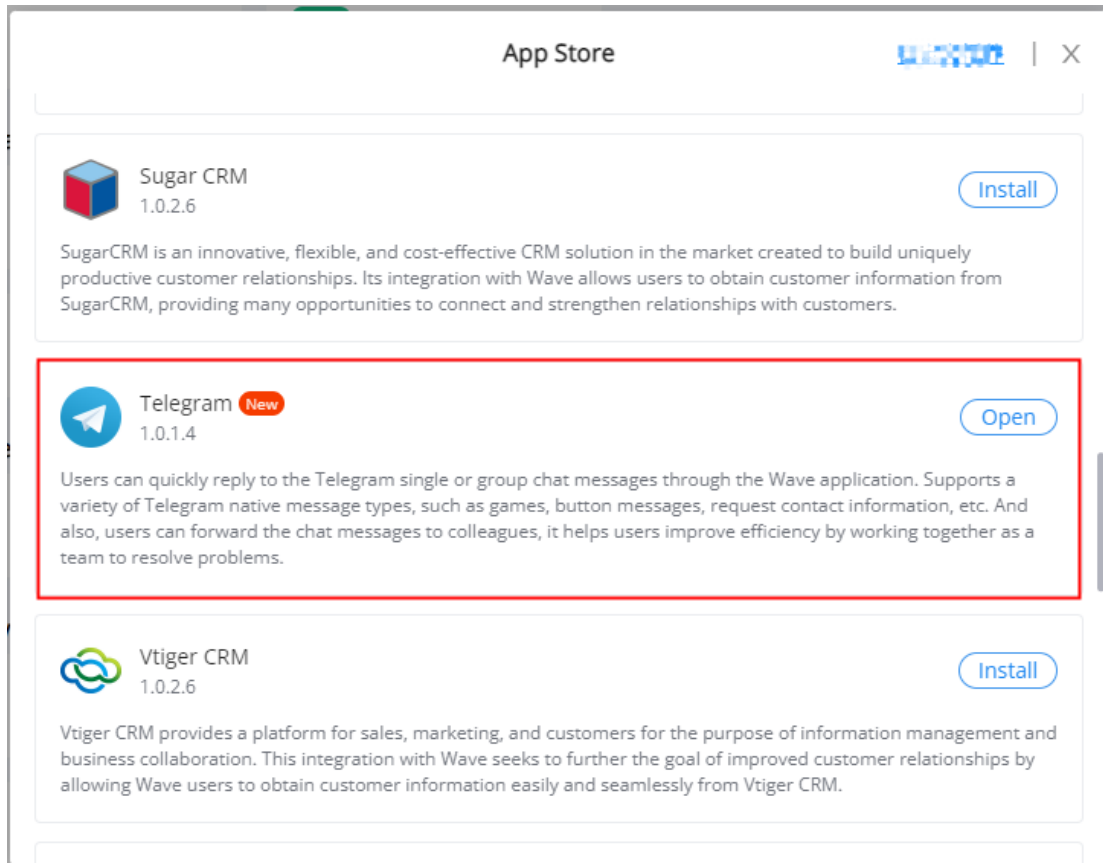 App Store
| X
Sugar CRM
1.0.2.6
Install
SugarCRM is an innovative, flexible, and cost-effective CRM solution in the market created to build uniquely
productive customer relationships. Its integration with Wave allows users to obtain customer information from
SugarCRM, providing many opportunities to connect and strengthen relationships with customers.
Telegram New
1.0.1.4
Open
Users can quickly reply to the Telegram single or group chat messages through the Wave application. Supports a
variety of Telegram native message types, such as games, button messages, request contact information, etc. And
also, users can forward the chat messages to colleagues, it helps users improve efficiency by working together as a
team to resolve problems.
Vtiger CRM
1.0.2.6
Install
Vtiger CRM provides a platform for sales, marketing, and customers for the purpose of information management and
business collaboration. This integration with Wave seeks to further the goal of improved customer relationships by
allowing Wave users to obtain customer information easily and seamlessly from Vtiger CRM.